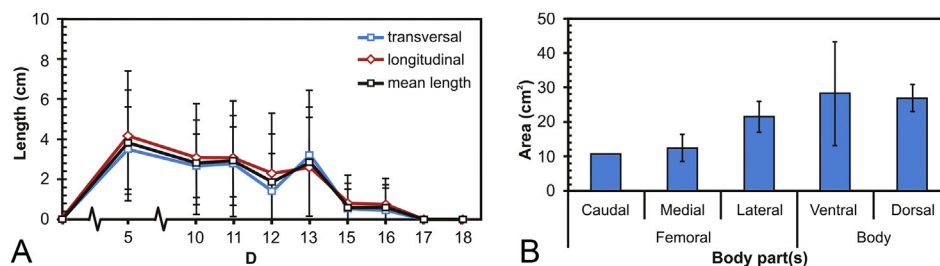 10
8
6
4
2
0
Length (cm)
transversal
longitudinal
mean length
5 10 11 12 13 15 16 17 18
D
A
50
40
30
20
10
0
Area (cm²)
Caudal Medial Lateral Ventral Dorsal
Femoral Body
Body part(s)
B